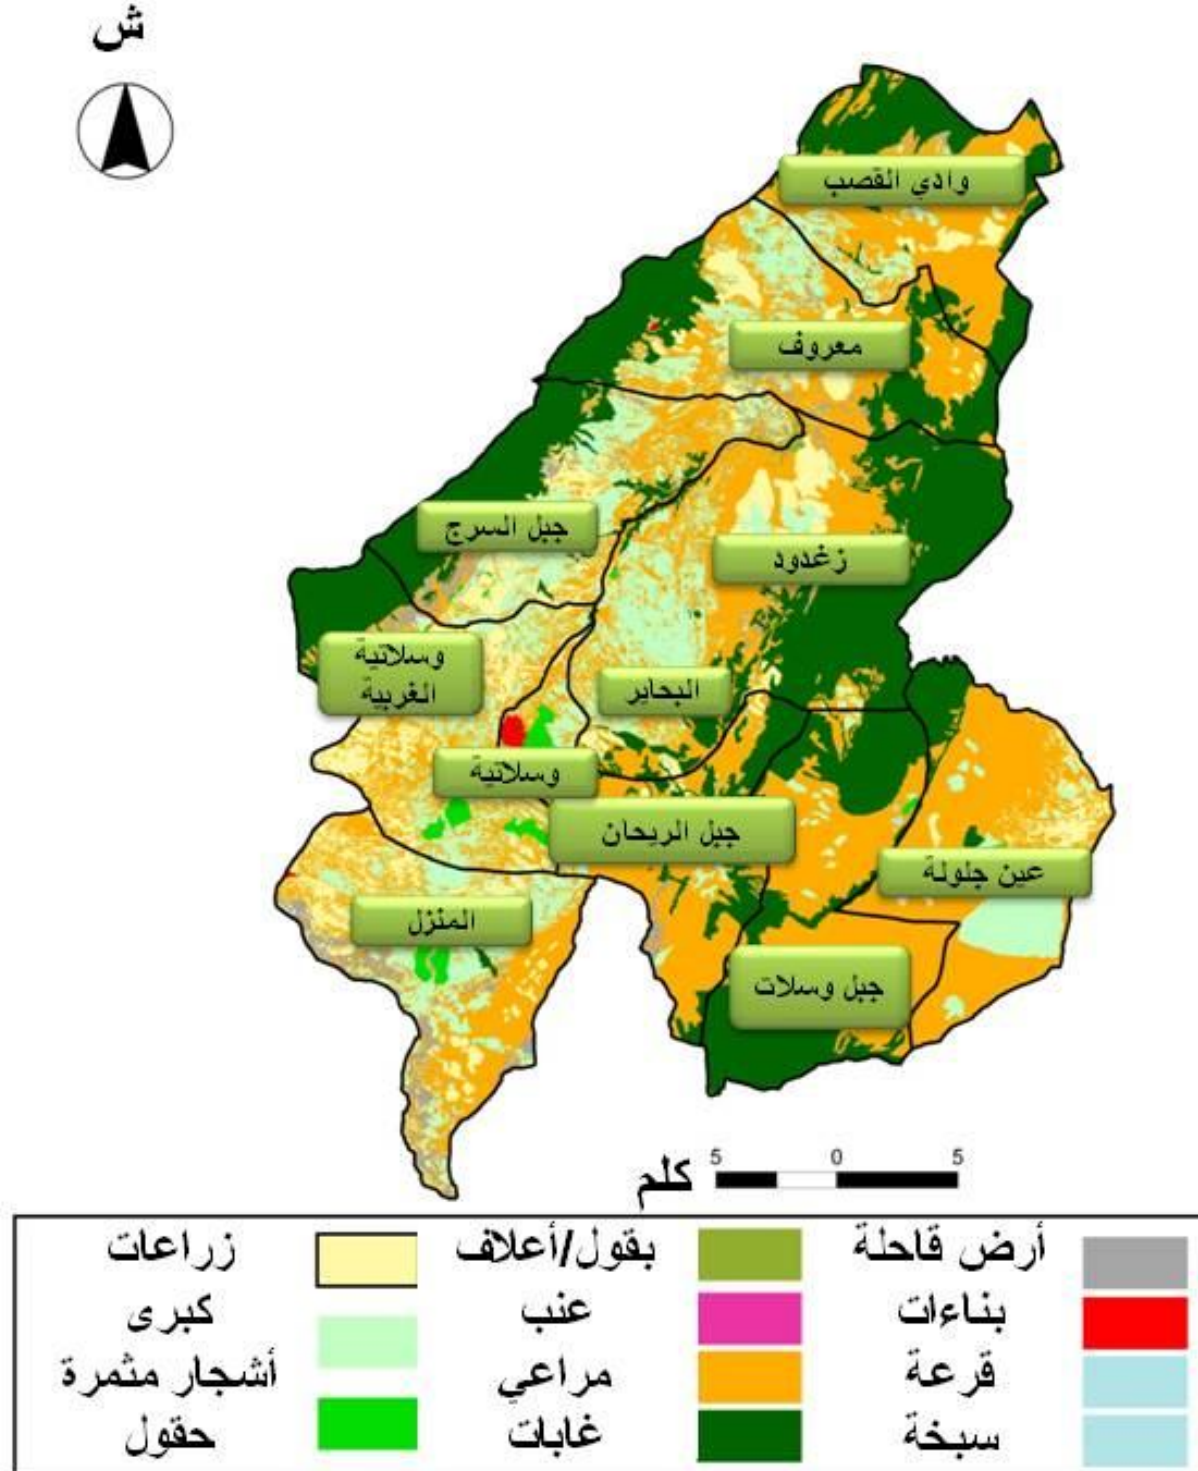 ش
وادي القصب
معروف
جبل السرج
زغدود
وسلاتية
الغربية
البحاير
وسلاتية
جبل الريحان
عين جلولة
المنزل
جبل وسلات
كلم
5 0 5
أرض قاحلة
بناءات
قرعة
سبخة
بقول/أعلاف
عنب
مراعي
غابات
زراعات
كبرى
أشجار مثمرة
حقول